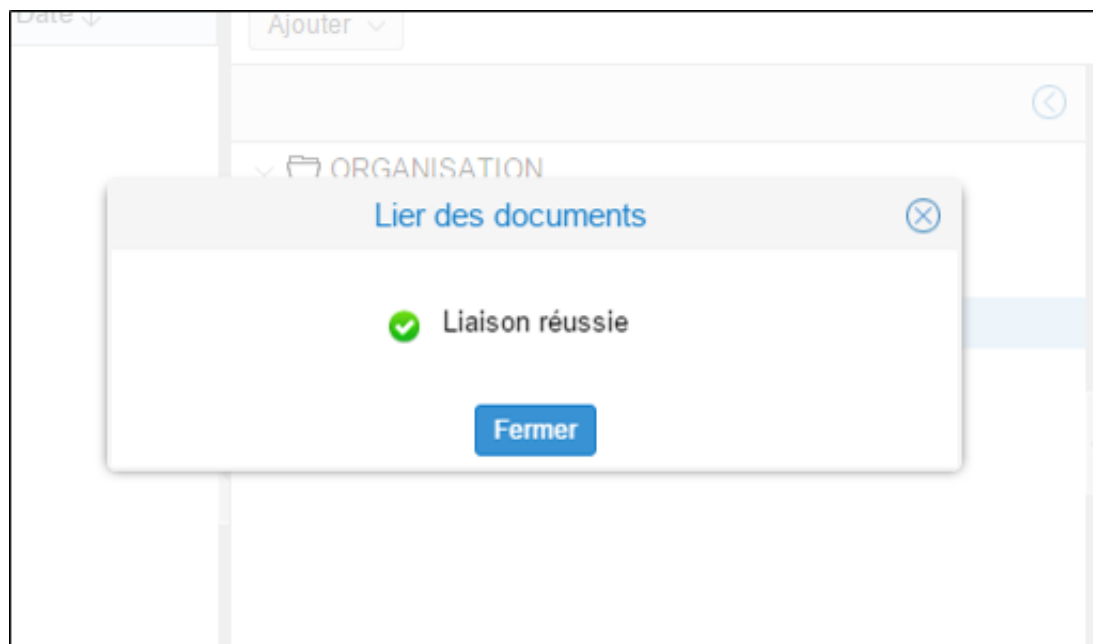 Date
Ajouter
ORGANISATION
Lier des documents
Liaison réussie
Fermer